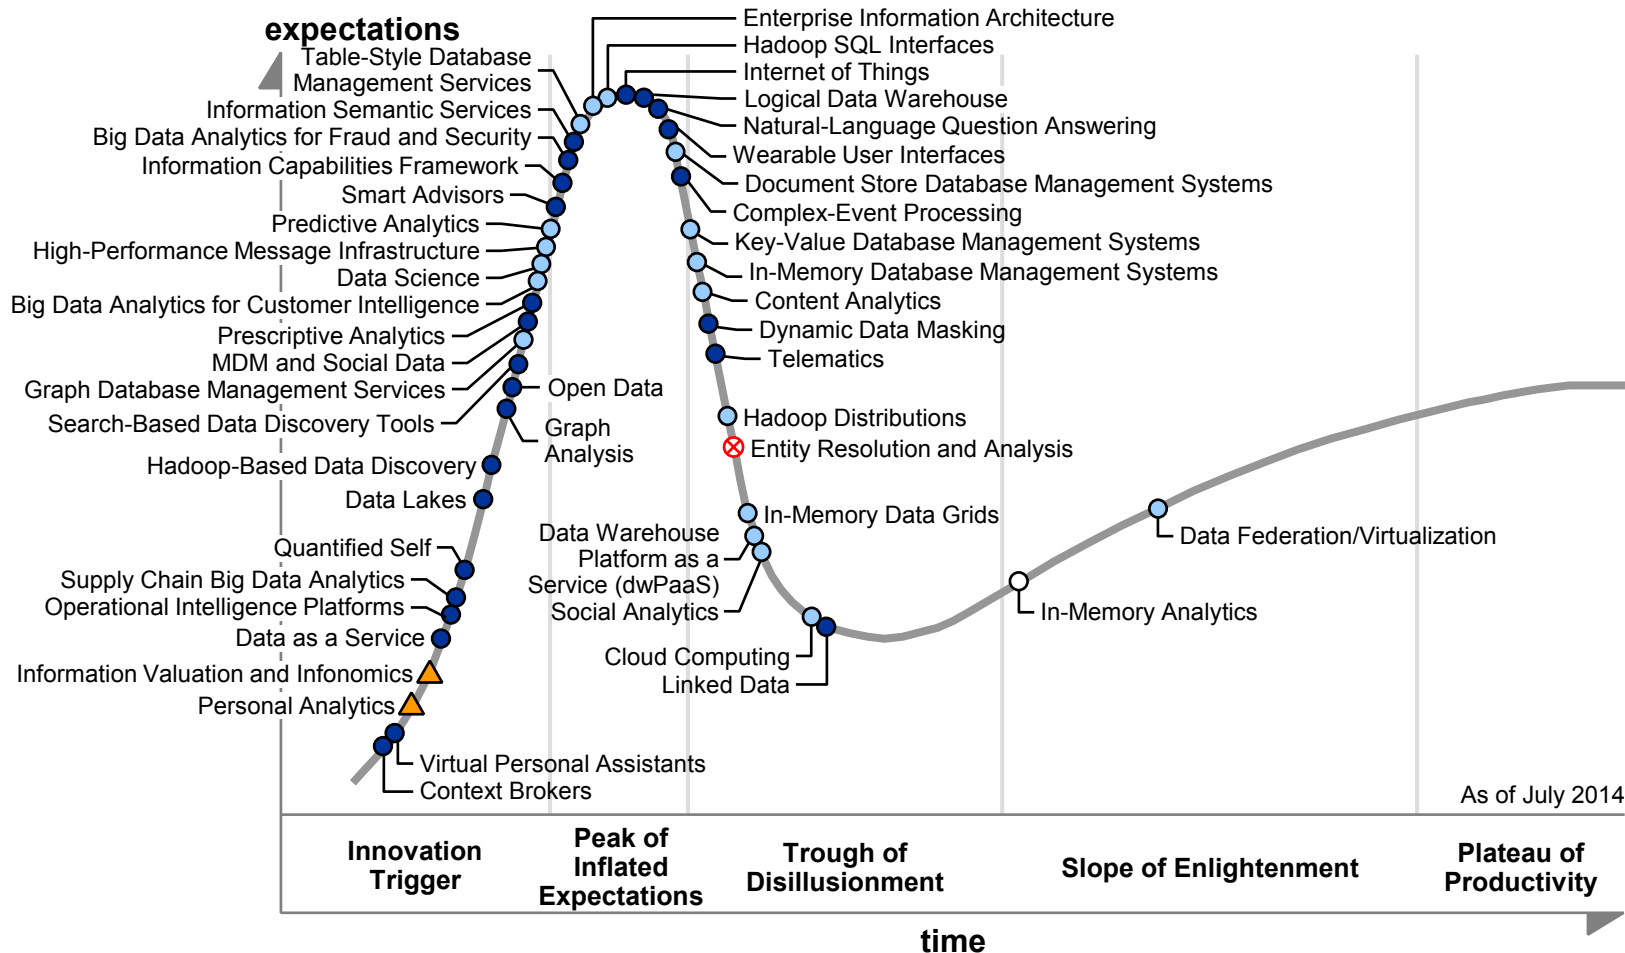 expectations
Table-Style Database
Management Services
Information Semantic Services
Big Data Analytics for Fraud and Security
Information Capabilities Framework
Smart Advisors
Predictive Analytics
High-Performance Message Infrastructure
Data Science
Big Data Analytics for Customer Intelligence
Prescriptive Analytics
MDM and Social Data
Graph Database Management Services
Search-Based Data Discovery Tools
Open Data
Graph
Analysis
Hadoop-Based Data Discovery
Data Lakes
Quantified Self
Supply Chain Big Data Analytics
Operational Intelligence Platforms
Data as a Service
Information Valuation and Infonomics
Personal Analytics
Virtual Personal Assistants
Context Brokers
Enterprise Information Architecture
Hadoop SQL Interfaces
Internet of Things
Logical Data Warehouse
Natural-Language Question Answering
Wearable User Interfaces
Document Store Database Management Systems
Complex-Event Processing
Key-Value Database Management Systems
In-Memory Database Management Systems
Content Analytics
Dynamic Data Masking
Telematics
Hadoop Distributions
Entity Resolution and Analysis
In-Memory Data Grids
Data Warehouse
Platform as a
Service (dwPaaS)
Social Analytics
Cloud Computing
Linked Data
In-Memory Analytics
Data Federation/Virtualization
As of July 2014
Innovation
Trigger
Peak of
Inflated
Expectations
Trough of
Disillusionment
Slope of Enlightenment
Plateau of
Productivity
time